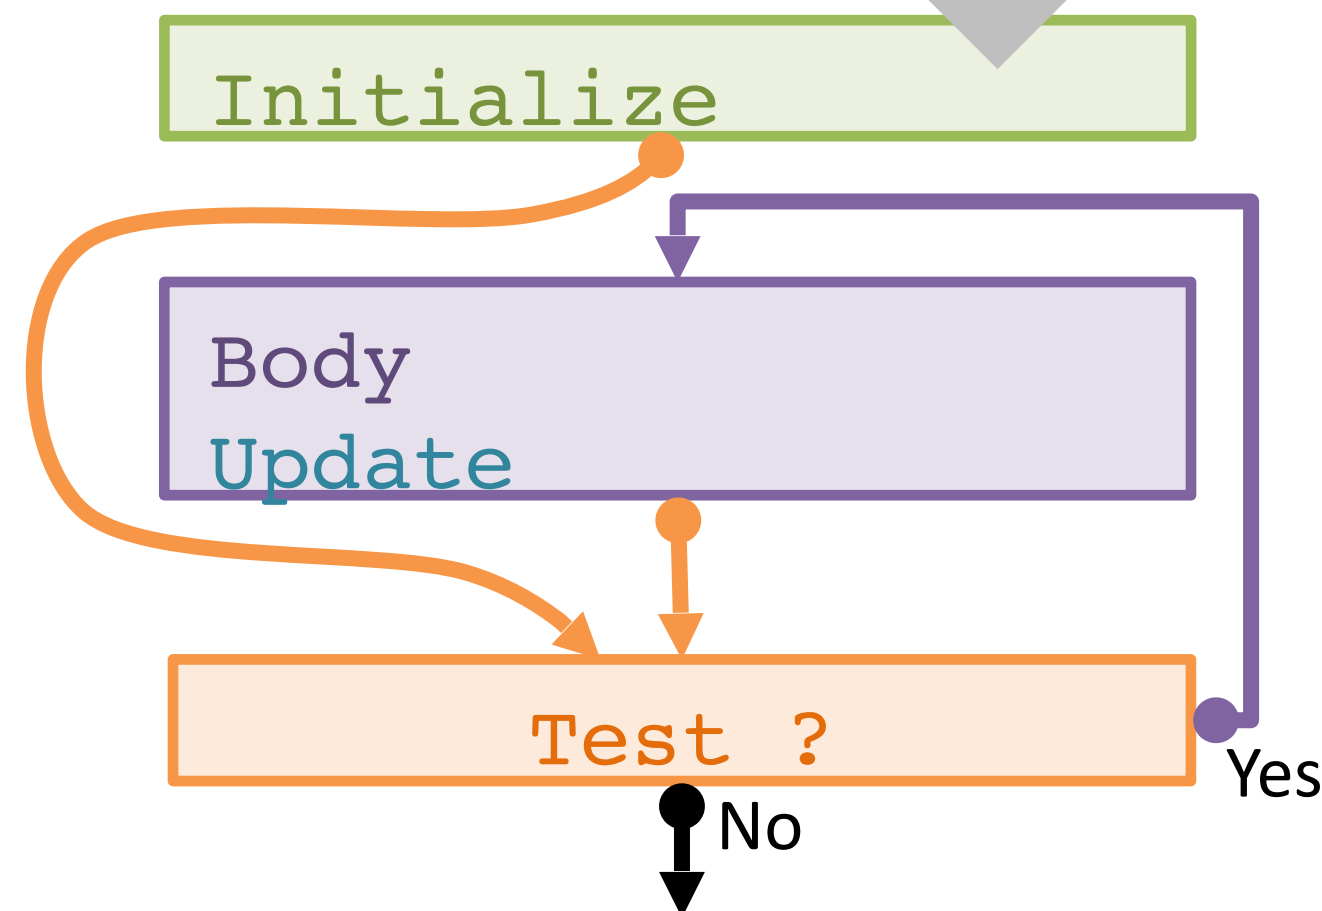 Initialize
Body
Update
Test ?
Yes
No